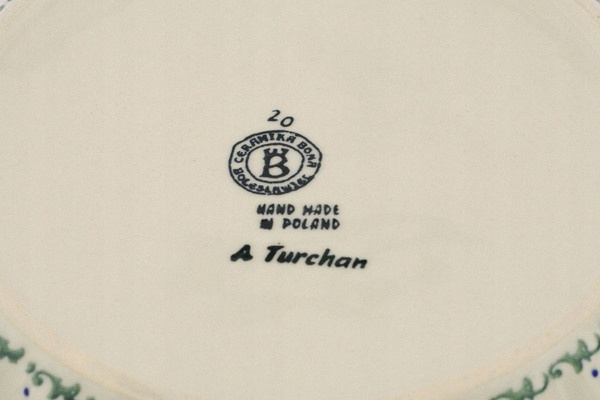 20
CERAMIKA BONA
B
BOLESŁAWIEC
HAND MADE
IN POLAND
A Turchan